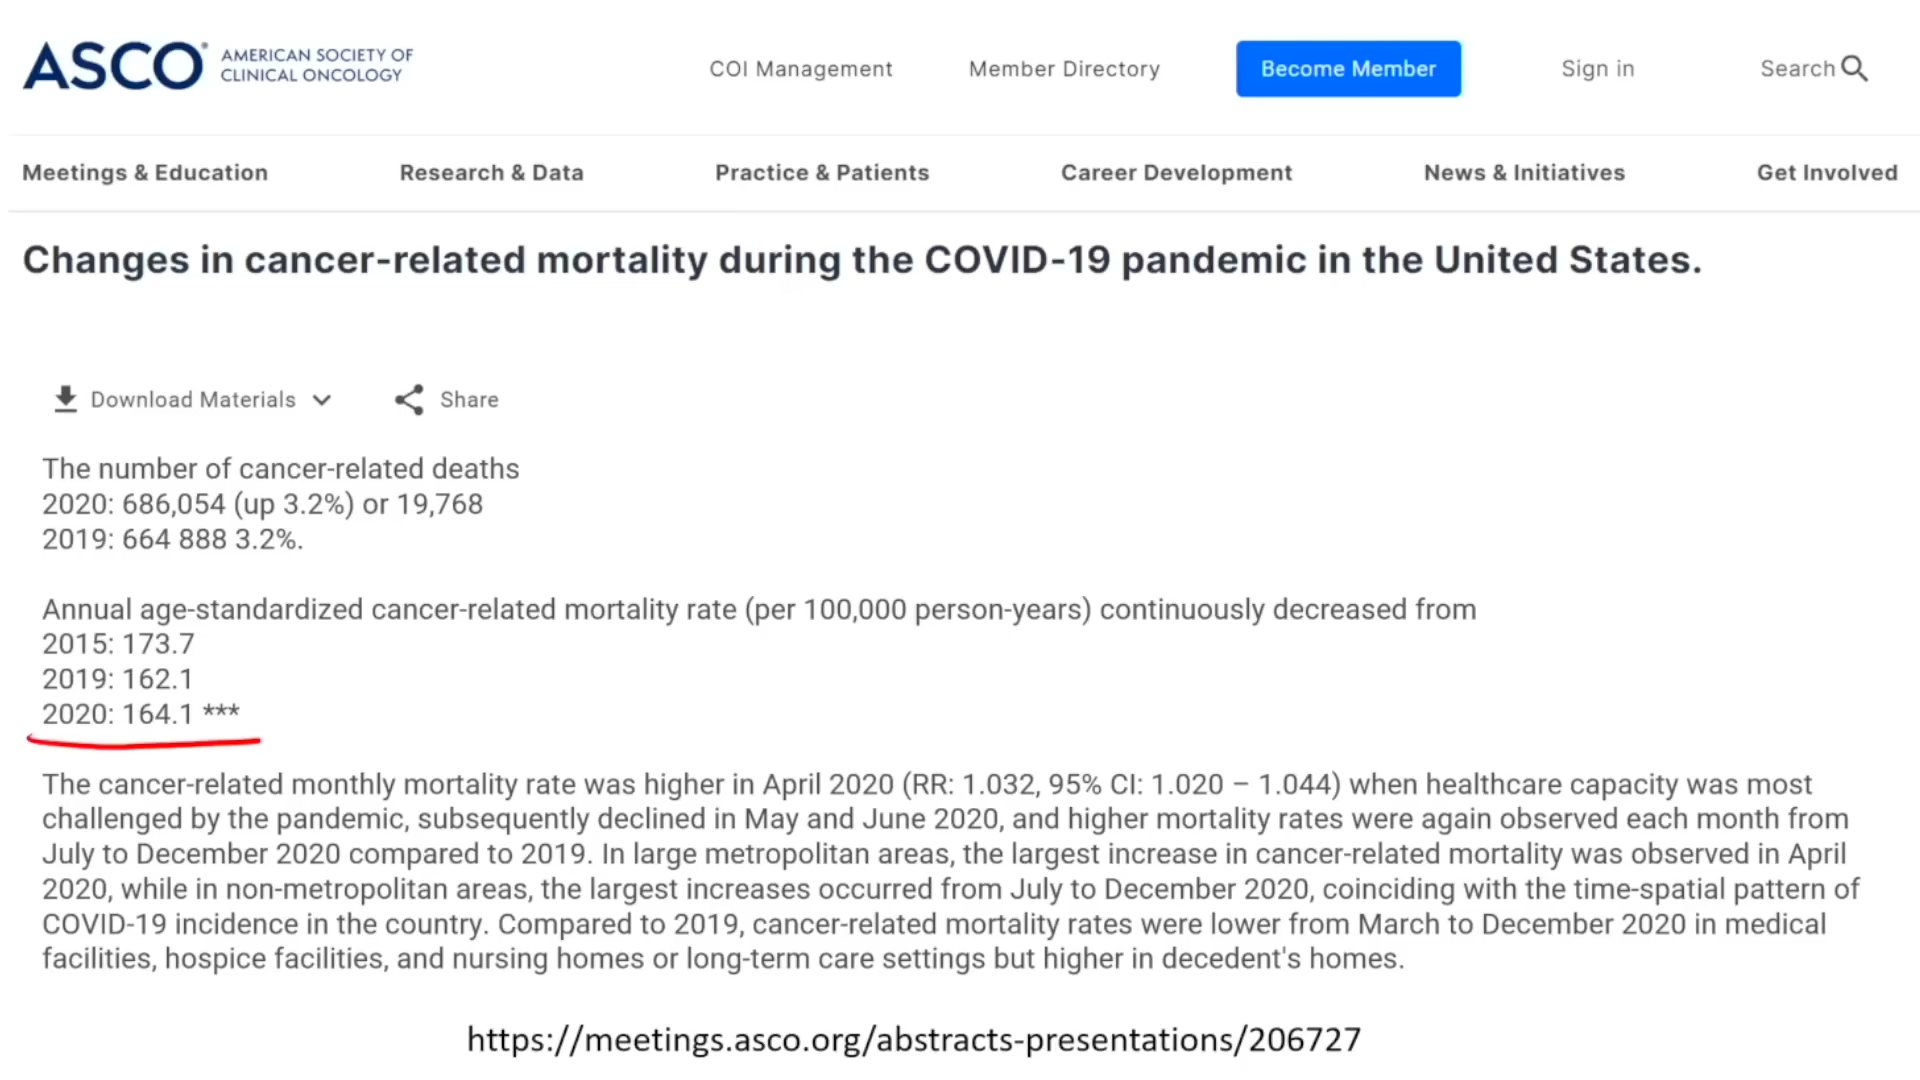 ASCO AMERICAN SOCIETY OF
CLINICAL ONCOLOGY
COI Management
Member Directory
Become Member
Sign in
Search
Meetings & Education
Research & Data
Practice & Patients
Career Development
News & Initiatives
Get Involved
Changes in cancer-related mortality during the COVID-19 pandemic in the United States.
Download Materials
Share
The number of cancer-related deaths
2020: 686,054 (up 3.2%) or 19,768
2019: 664 888 3.2%.
Annual age-standardized cancer-related mortality rate (per 100,000 person-years) continuously decreased from
2015: 173.7
2019: 162.1
2020: 164.1 ***
The cancer-related monthly mortality rate was higher in April 2020 (RR: 1.032, 95% CI: 1.020 – 1.044) when healthcare capacity was most
challenged by the pandemic, subsequently declined in May and June 2020, and higher mortality rates were again observed each month from
July to December 2020 compared to 2019. In large metropolitan areas, the largest increase in cancer-related mortality was observed in April
2020, while in non-metropolitan areas, the largest increases occurred from July to December 2020, coinciding with the time-spatial pattern of
COVID-19 incidence in the country. Compared to 2019, cancer-related mortality rates were lower from March to December 2020 in medical
facilities, hospice facilities, and nursing homes or long-term care settings but higher in decedent's homes.
https://meetings.asco.org/abstracts-presentations/206727